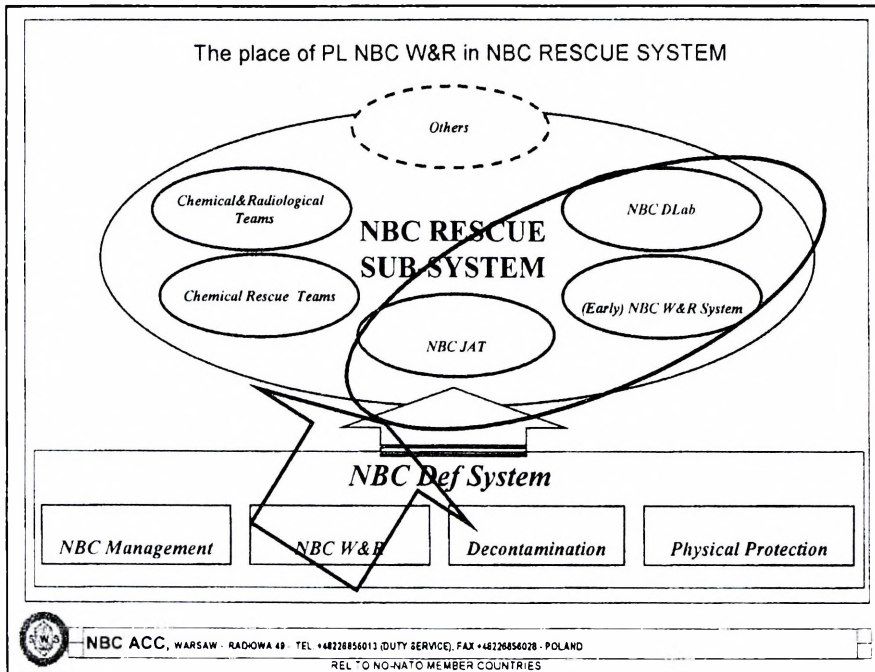 The place of PL NBC W&R in NBC RESCUE SYSTEM
Others
Chemical&Radiological
Teams
NBC DLab
NBC RESCUE
SUB-SYSTEM
Chemical Rescue Teams
(Early) NBC W&R System
NBC JAT
NBC Def System
NBC Management
NBC W&R
Decontamination
Physical Protection
NBC ACC, WARSAW - RADIOWA 49 - TEL. +48226856013 (DUTY SERVICE), FAX +48226856028 - POLAND
REL TO NO-NATO MEMBER COUNTRIES